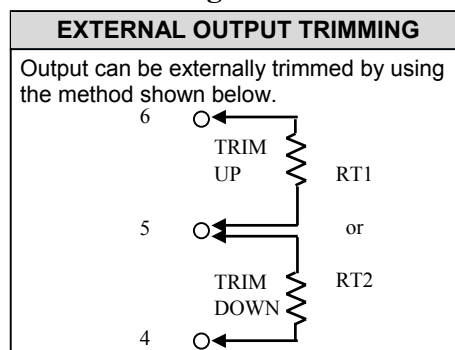 EXTERNAL OUTPUT TRIMMING
Output can be externally trimmed by using
the method shown below.
6
TRIM
UP
RT1
5
or
TRIM
DOWN
RT2
4